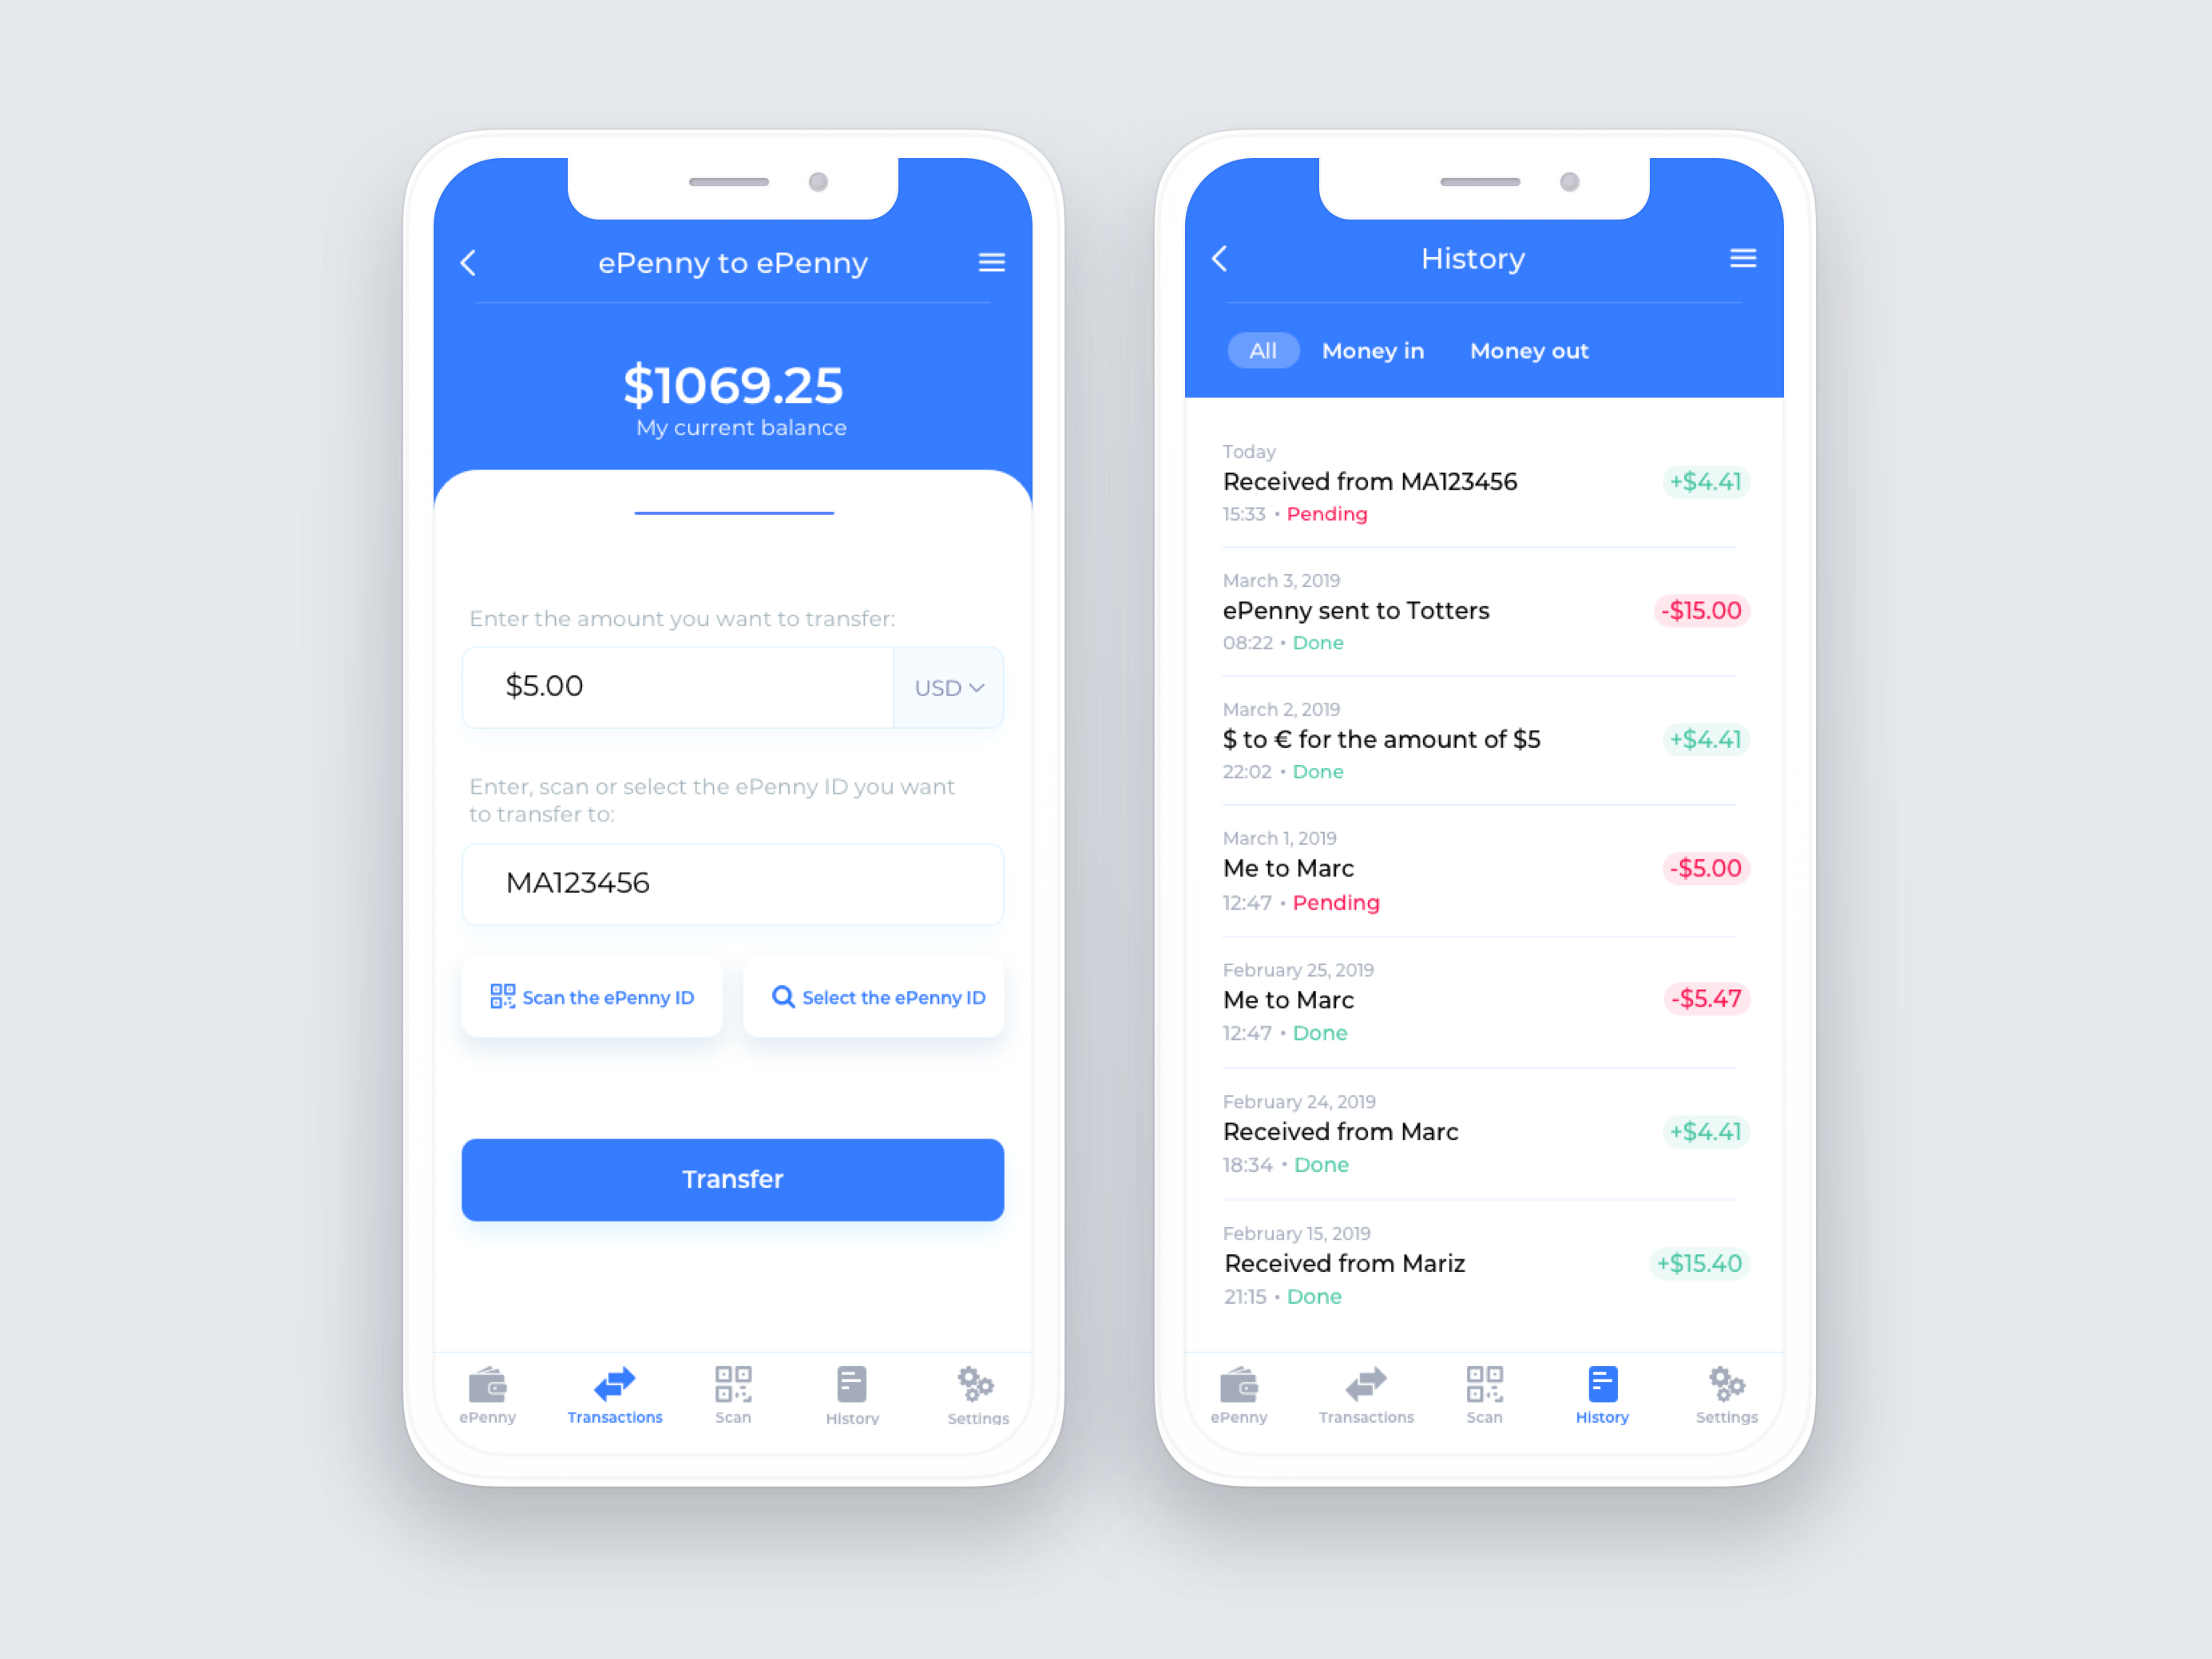 ePenny to ePenny
$1069.25
My current balance
Enter the amount you want to transfer:
$5.00
USD
Enter, scan or select the ePenny ID you want
to transfer to:
MA123456
Scan the ePenny ID
Select the ePenny ID
Transfer
ePenny
Transactions
Scan
History
Settings
History
All
Money in
Money out
Today
Received from MA123456
+$4.41
15:33 • Pending
March 3, 2019
ePenny sent to Totters
-$15.00
08:22 • Done
March 2, 2019
$ to € for the amount of $5
+$4.41
22:02 • Done
March 1, 2019
Me to Marc
-$5.00
12:47 • Pending
February 25, 2019
Me to Marc
-$5.47
12:47 • Done
February 24, 2019
Received from Marc
+$4.41
18:34 • Done
February 15, 2019
Received from Mariz
+$15.40
21:15 • Done
ePenny
Transactions
Scan
History
Settings